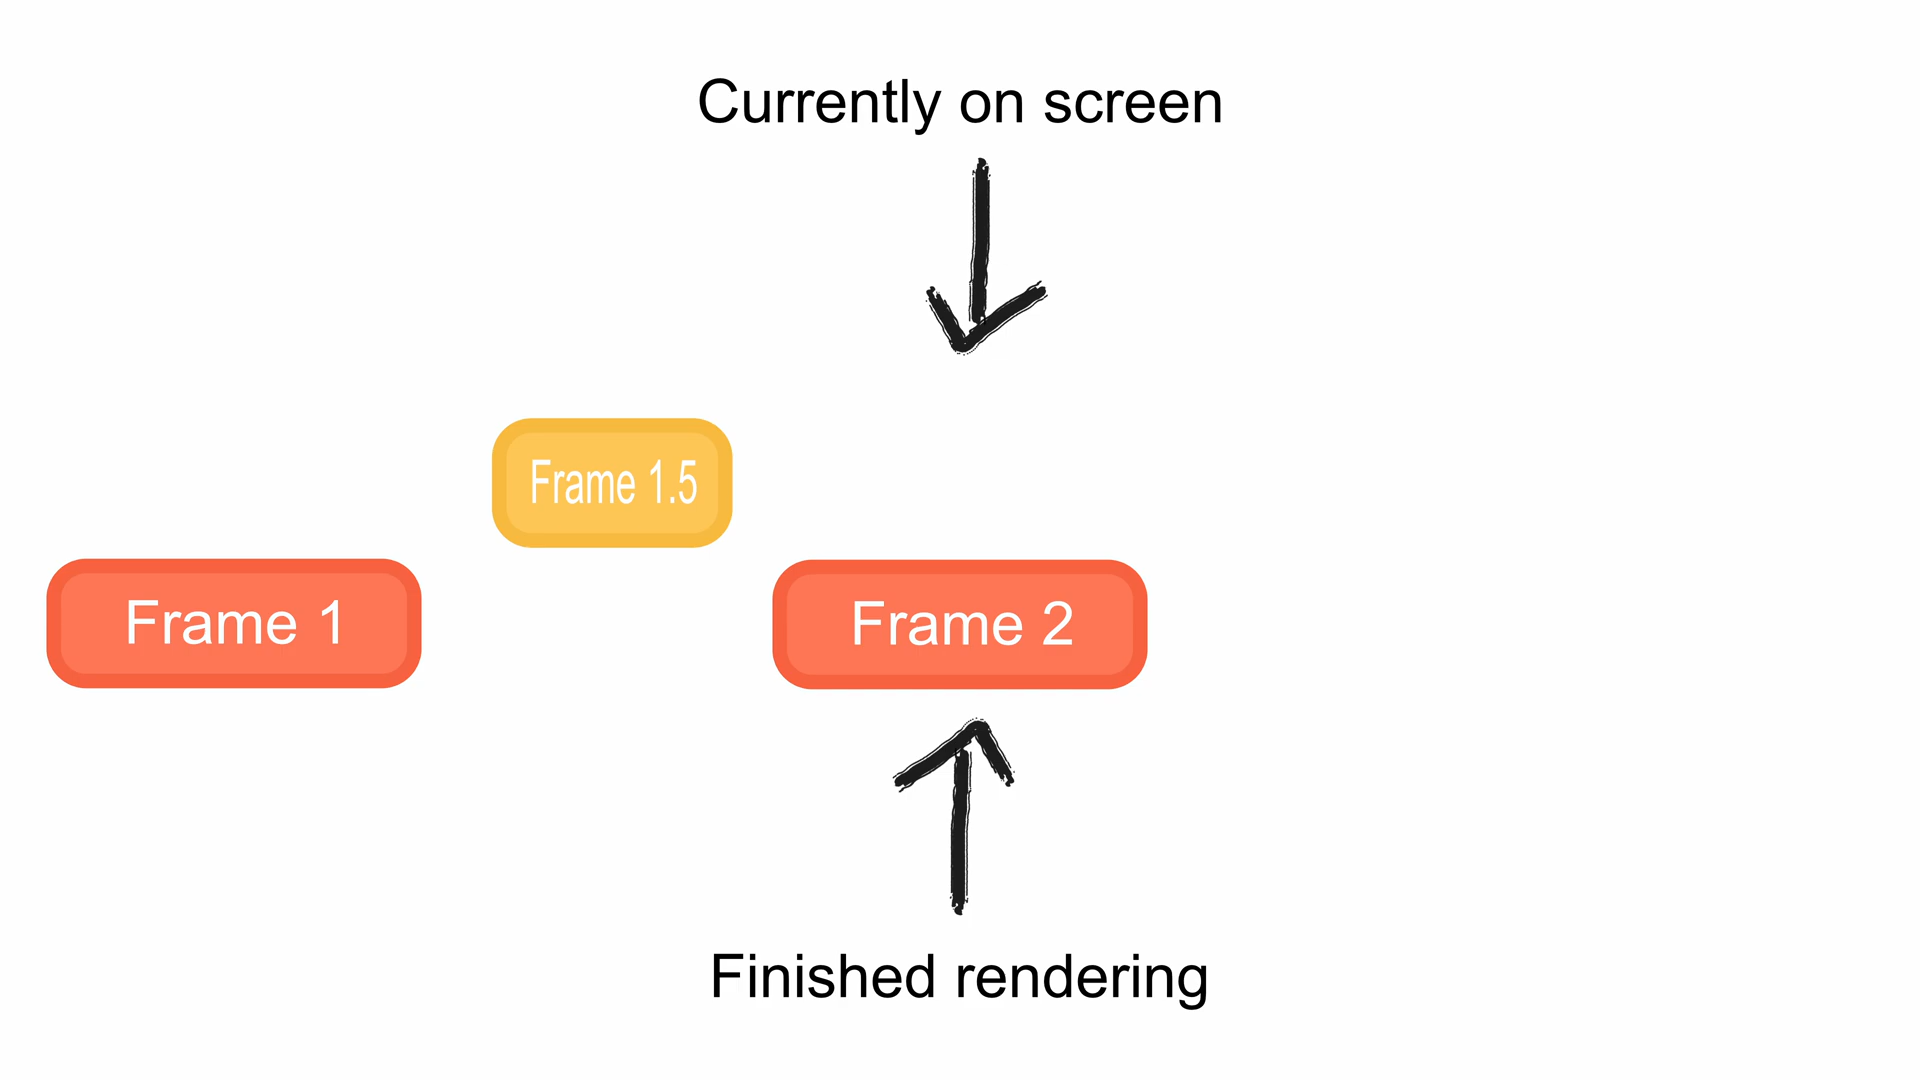 Currently on screen
Frame 1.5
Frame 1
Frame 2
Finished rendering